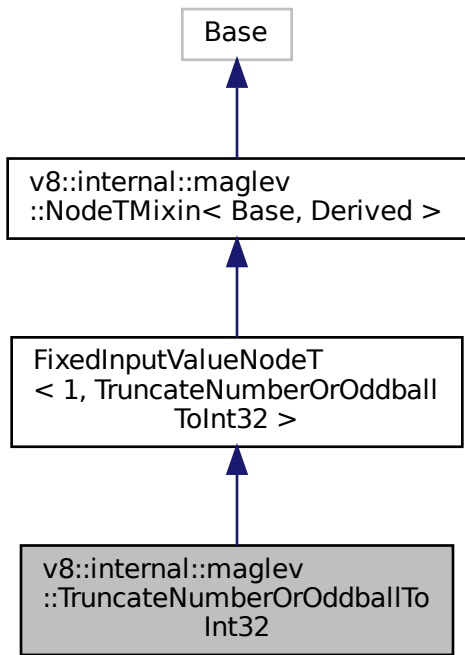 Base
v8::internal::maglev
::NodeTMixin< Base, Derived >
FixedInputValueNodeT
< 1, TruncateNumberOrOddball
ToInt32 >
v8::internal::maglev
::TruncateNumberOrOddballTo
Int32